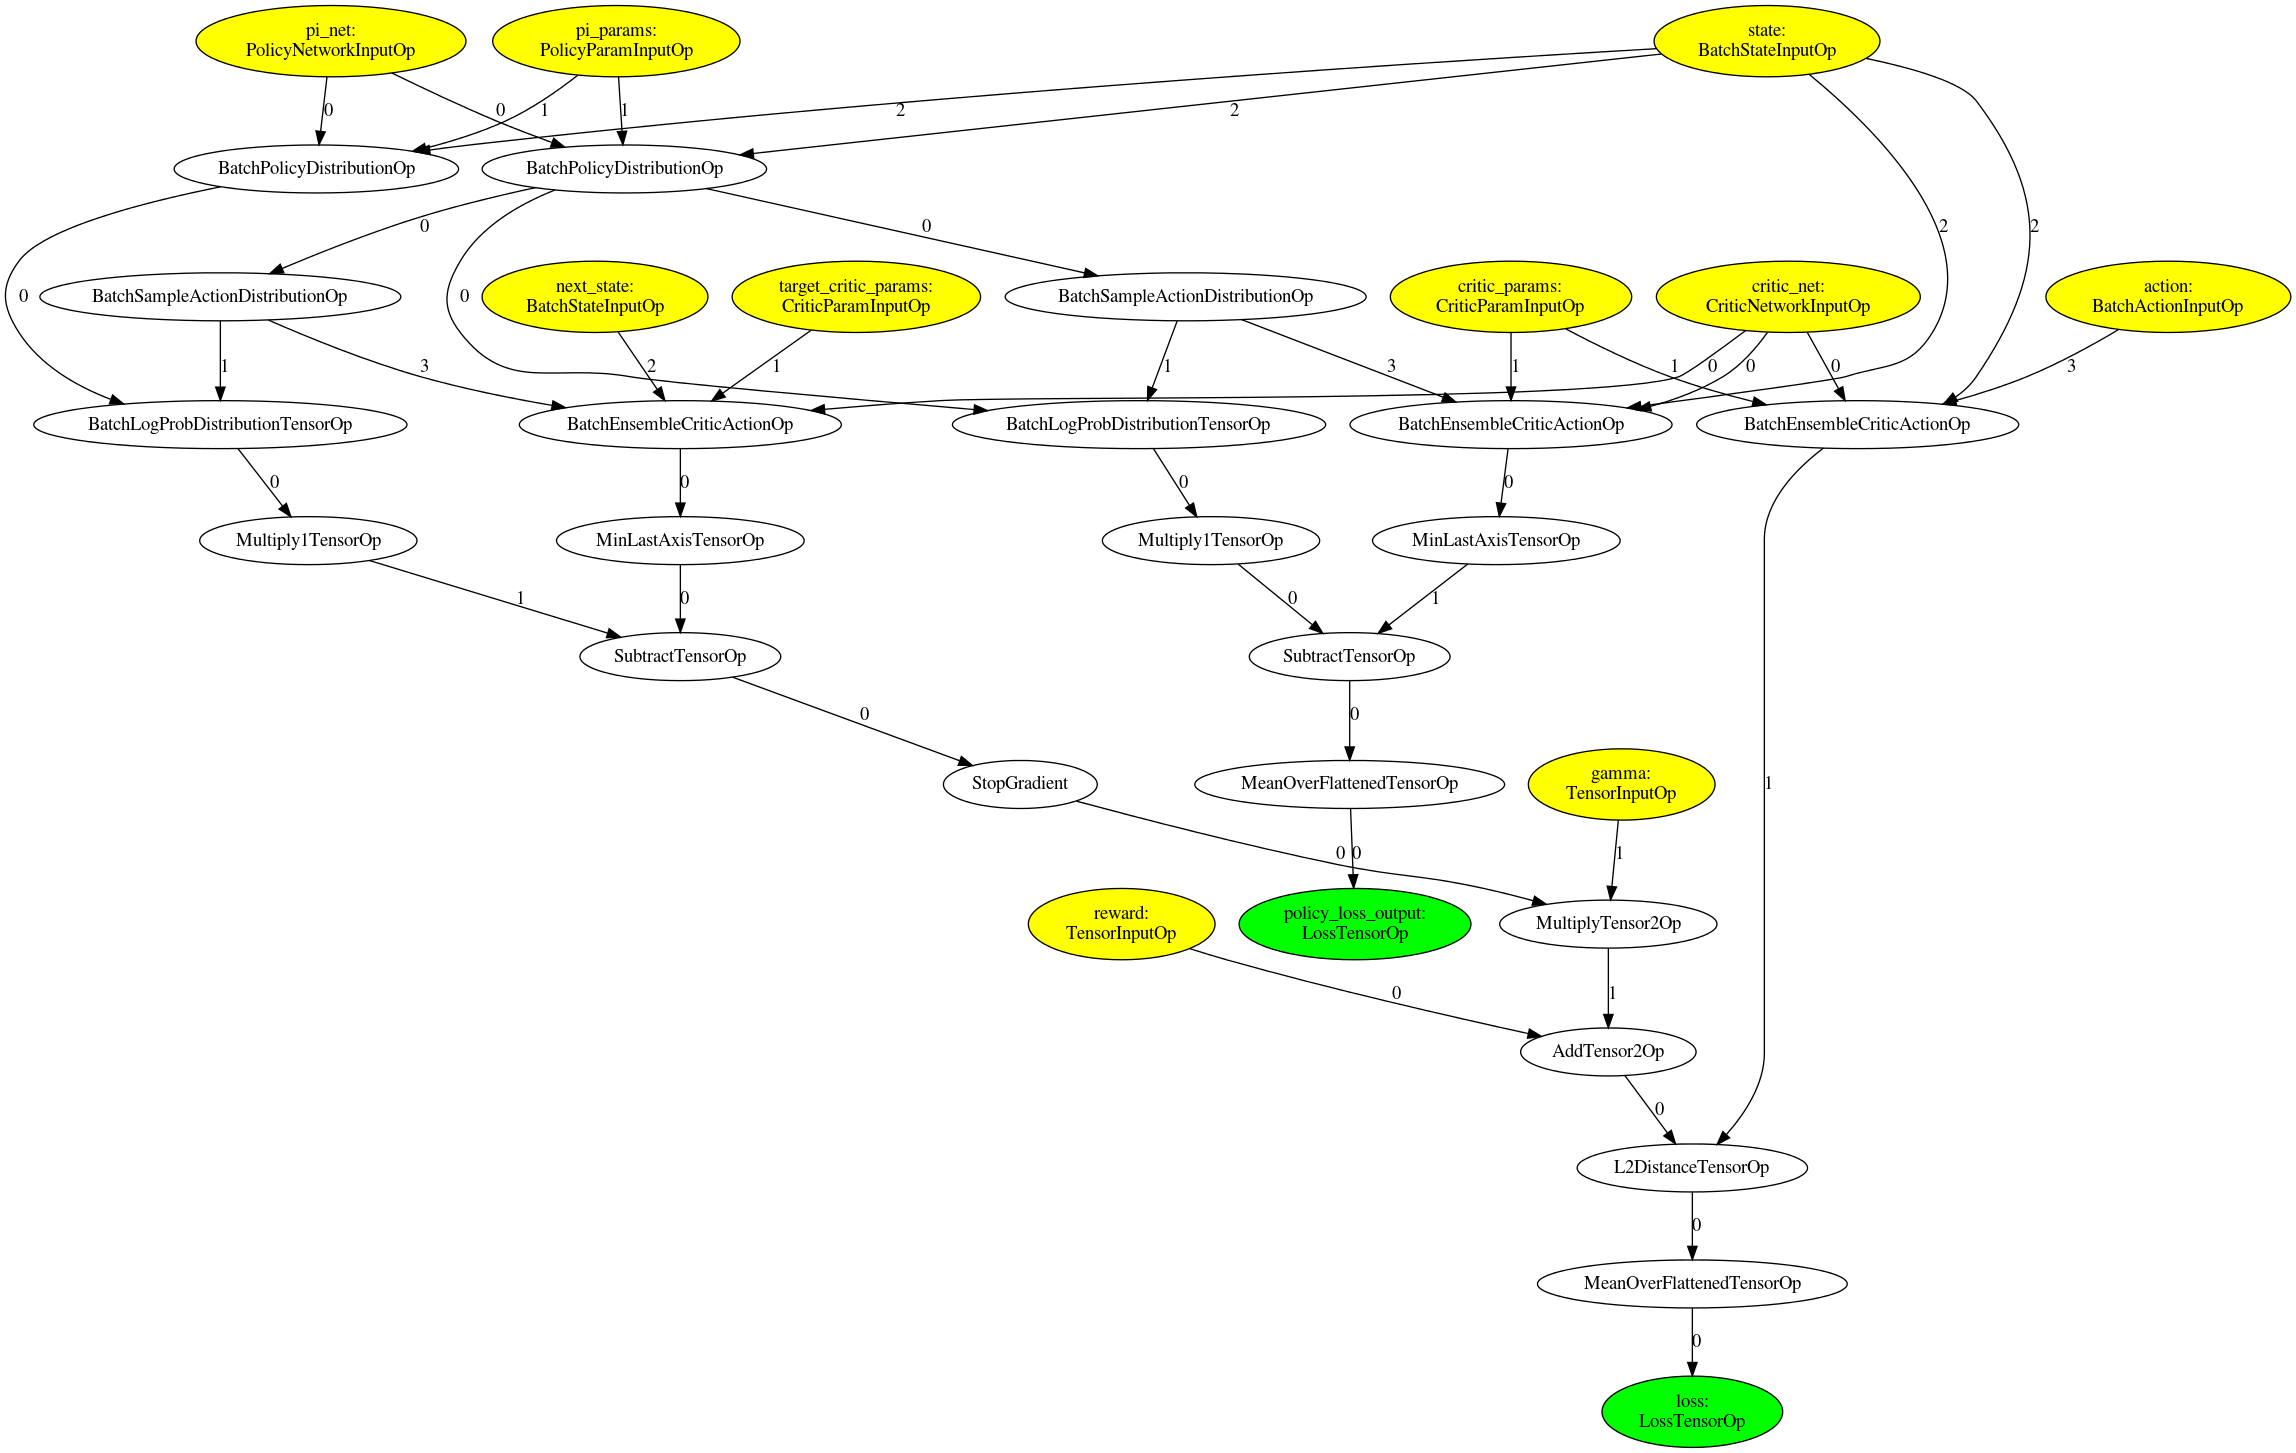 pi_net:
PolicyNetworkInputOp
pi_params:
PolicyParamInputOp
state:
BatchStateInputOp
0
1
0
1
2
2
BatchPolicyDistributionOp
BatchPolicyDistributionOp
0
0
2
2
0
BatchSampleActionDistributionOp
next_state:
BatchStateInputOp
0
target_critic_params:
CriticParamInputOp
BatchSampleActionDistributionOp
critic_params:
CriticParamInputOp
critic_net:
CriticNetworkInputOp
action:
BatchActionInputOp
1
3
2
1
1
3
1
1
0
0
0
3
BatchLogProbDistributionTensorOp
BatchEnsembleCriticActionOp
BatchLogProbDistributionTensorOp
BatchEnsembleCriticActionOp
BatchEnsembleCriticActionOp
0
0
0
0
Multiply1TensorOp
MinLastAxisTensorOp
Multiply1TensorOp
MinLastAxisTensorOp
1
0
0
1
SubtractTensorOp
SubtractTensorOp
0
0
StopGradient
MeanOverFlattenedTensorOp
gamma:
TensorInputOp
1
0
0
1
reward:
TensorInputOp
policy_loss_output:
LossTensorOp
MultiplyTensor2Op
0
1
AddTensor2Op
0
L2DistanceTensorOp
0
MeanOverFlattenedTensorOp
0
loss:
LossTensorOp